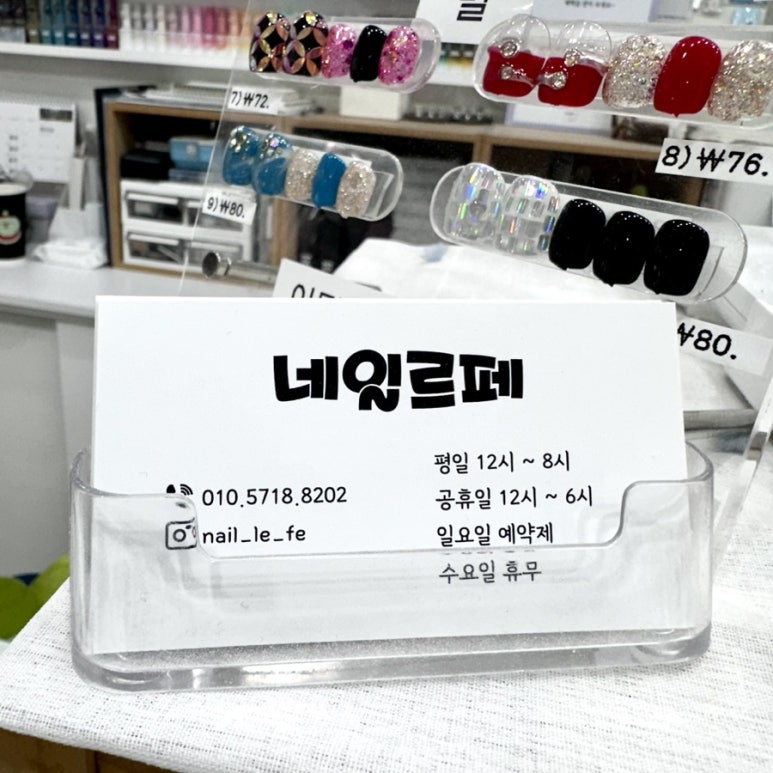 7)₩72.
8)₩76.
9)₩80.
₩80.
네일르페
010.5718.8202
nail_le_fe
평일 12시 ~ 8시
공휴일 12시 ~ 6시
일요일 예약제
수요일 휴무